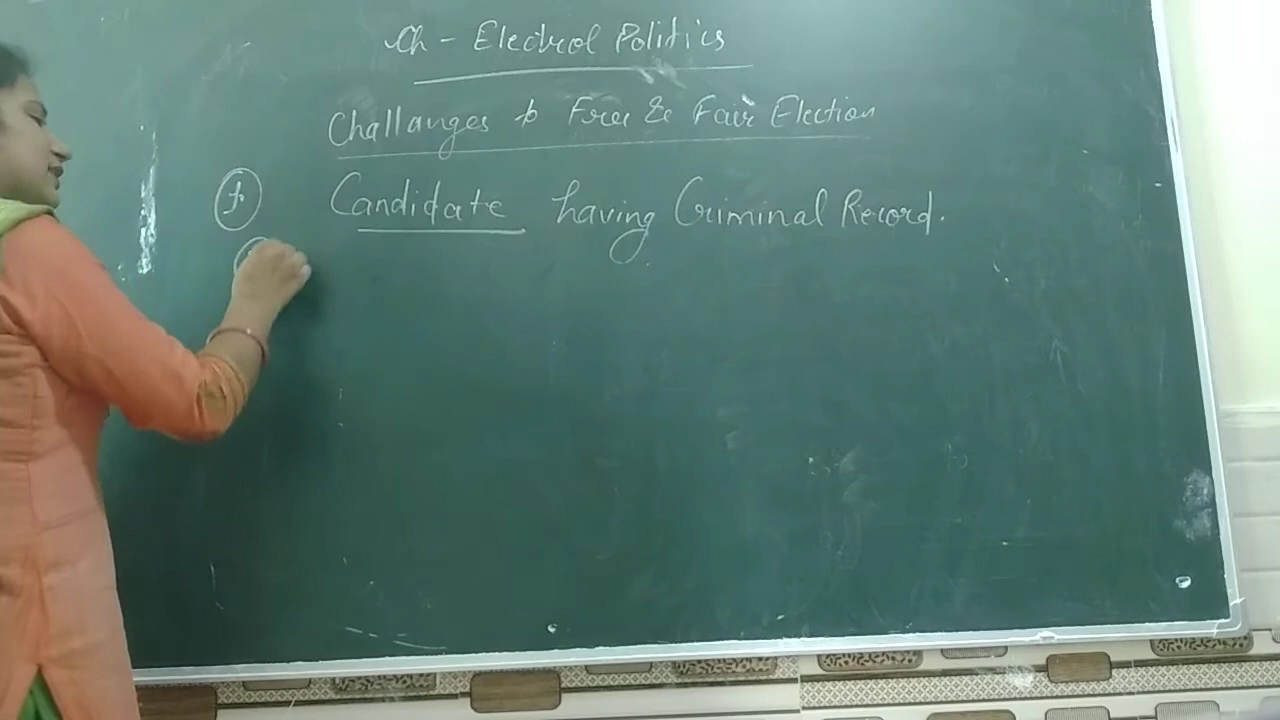 Ch - Electrol Politics
Challanges to Free & Fair Election
1. Candidate having Criminal Record.